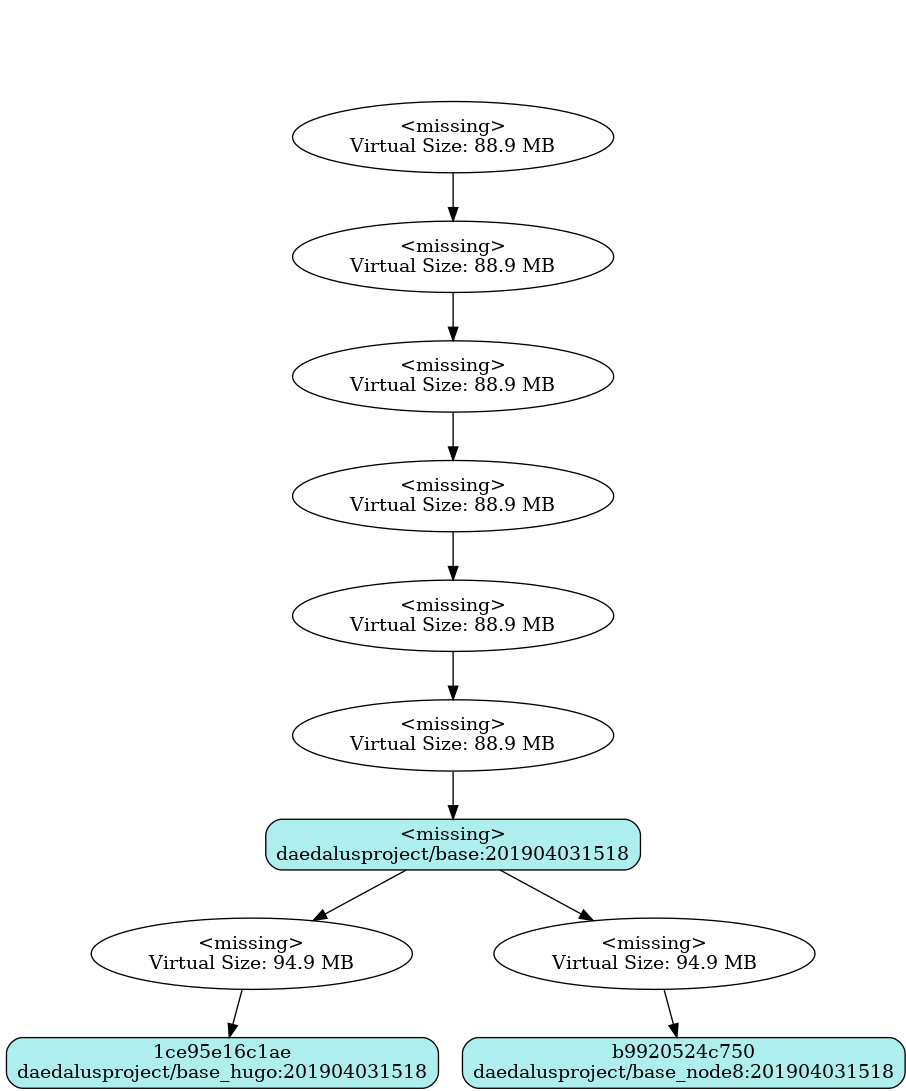 <missing>
Virtual Size: 88.9 MB
<missing>
Virtual Size: 88.9 MB
<missing>
Virtual Size: 88.9 MB
<missing>
Virtual Size: 88.9 MB
<missing>
Virtual Size: 88.9 MB
<missing>
Virtual Size: 88.9 MB
<missing>
daedalusproject/base:201904031518
<missing>
Virtual Size: 94.9 MB
<missing>
Virtual Size: 94.9 MB
1ce95e16c1ae
daedalusproject/base_hugo:201904031518
b9920524c750
daedalusproject/base_node8:201904031518